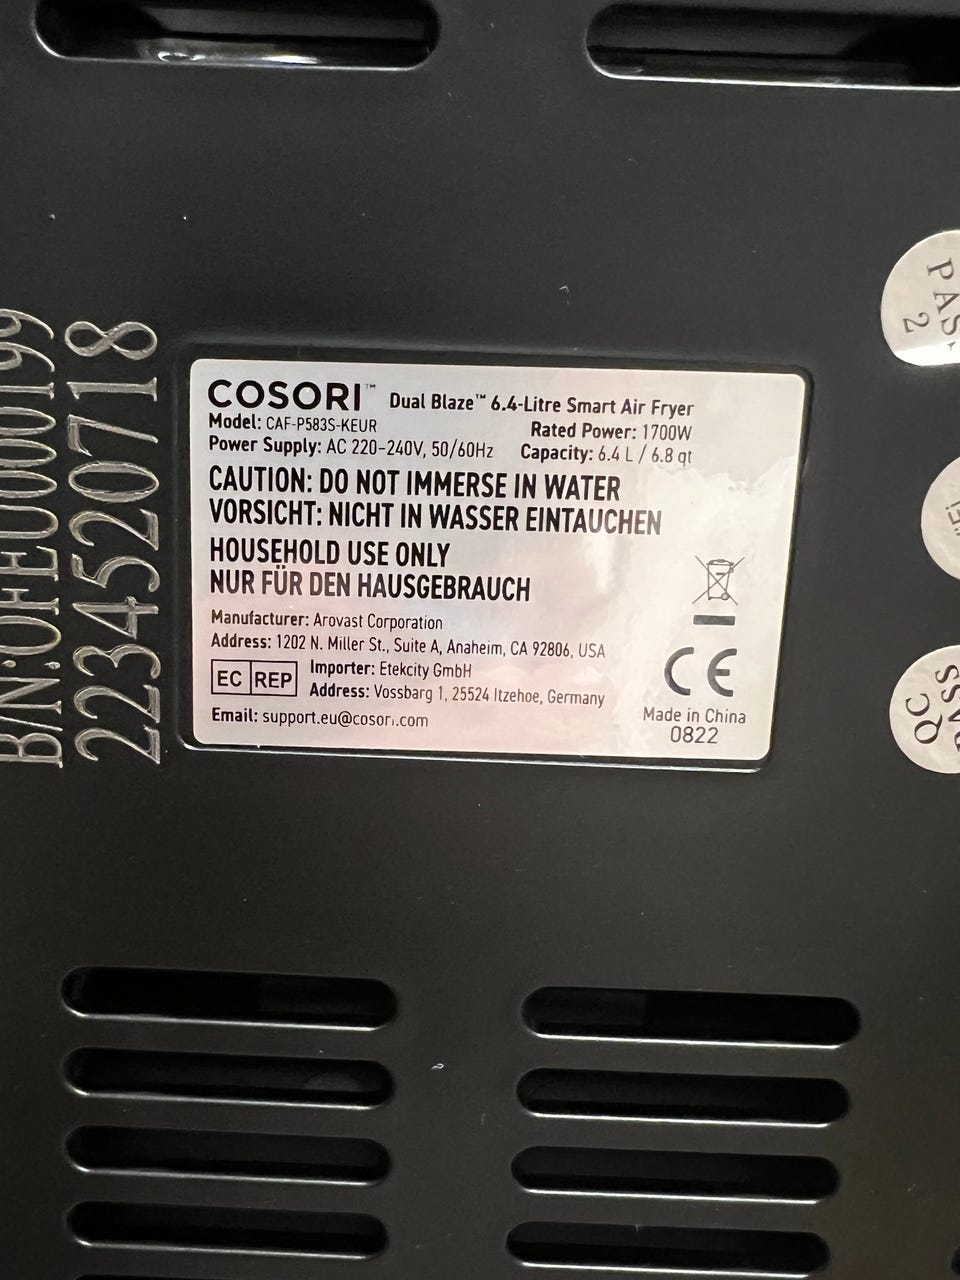 COSORI™ Dual Blaze™ 6.4-Litre Smart Air Fryer
Model: CAF-P583S-KEUR Rated Power: 1700W
Power Supply: AC 220-240V, 50/60Hz Capacity: 6.4 L / 6.8 qt
CAUTION: DO NOT IMMERSE IN WATER
VORSICHT: NICHT IN WASSER EINTAUCHEN
HOUSEHOLD USE ONLY
NUR FÜR DEN HAUSGEBRAUCH
Manufacturer: Arovast Corporation
Address: 1202 N. Miller St., Suite A, Anaheim, CA 92806, USA
EC REP
Importer: Etekcity GmbH
Address: Vossbarg 1, 25524 Itzehoe, Germany
Email: support.eu@cosori.com
CE
Made in China
0822
B/N:0FEU000199
2234520718
PAS
2
QC
PASS